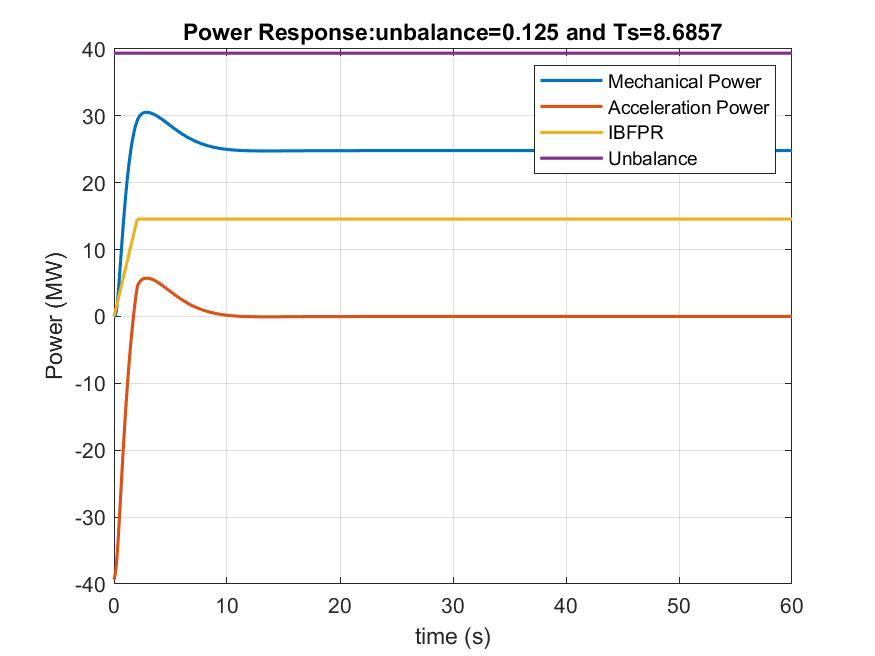 Power Response:unbalance=0.125 and Ts=8.6857
Power (MW)
40
30
20
10
0
-10
-20
-30
-40
Mechanical Power
Acceleration Power
IBFPR
Unbalance
0 10 20 30 40 50 60
time (s)